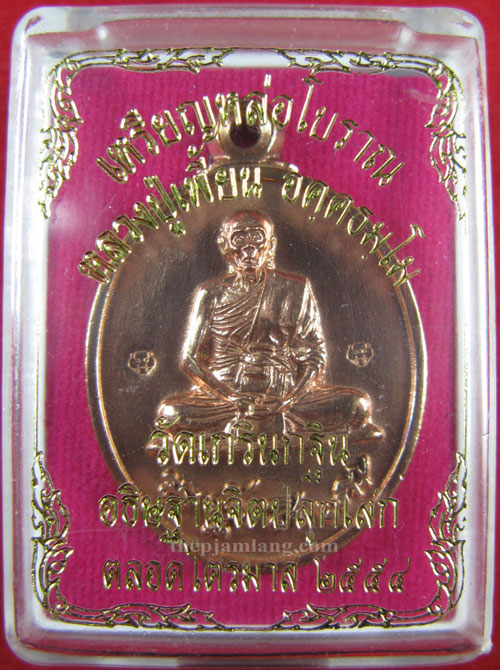 เหรียญหล่อโบราณ
หลวงปู่เพี้ยน อคฺคธมฺโม
วัดเกริ่นกฐิน
อธิษฐานจิตปลุกเสก
thepjamlang.com
ตลอดไตรมาส ๒๕๕๔